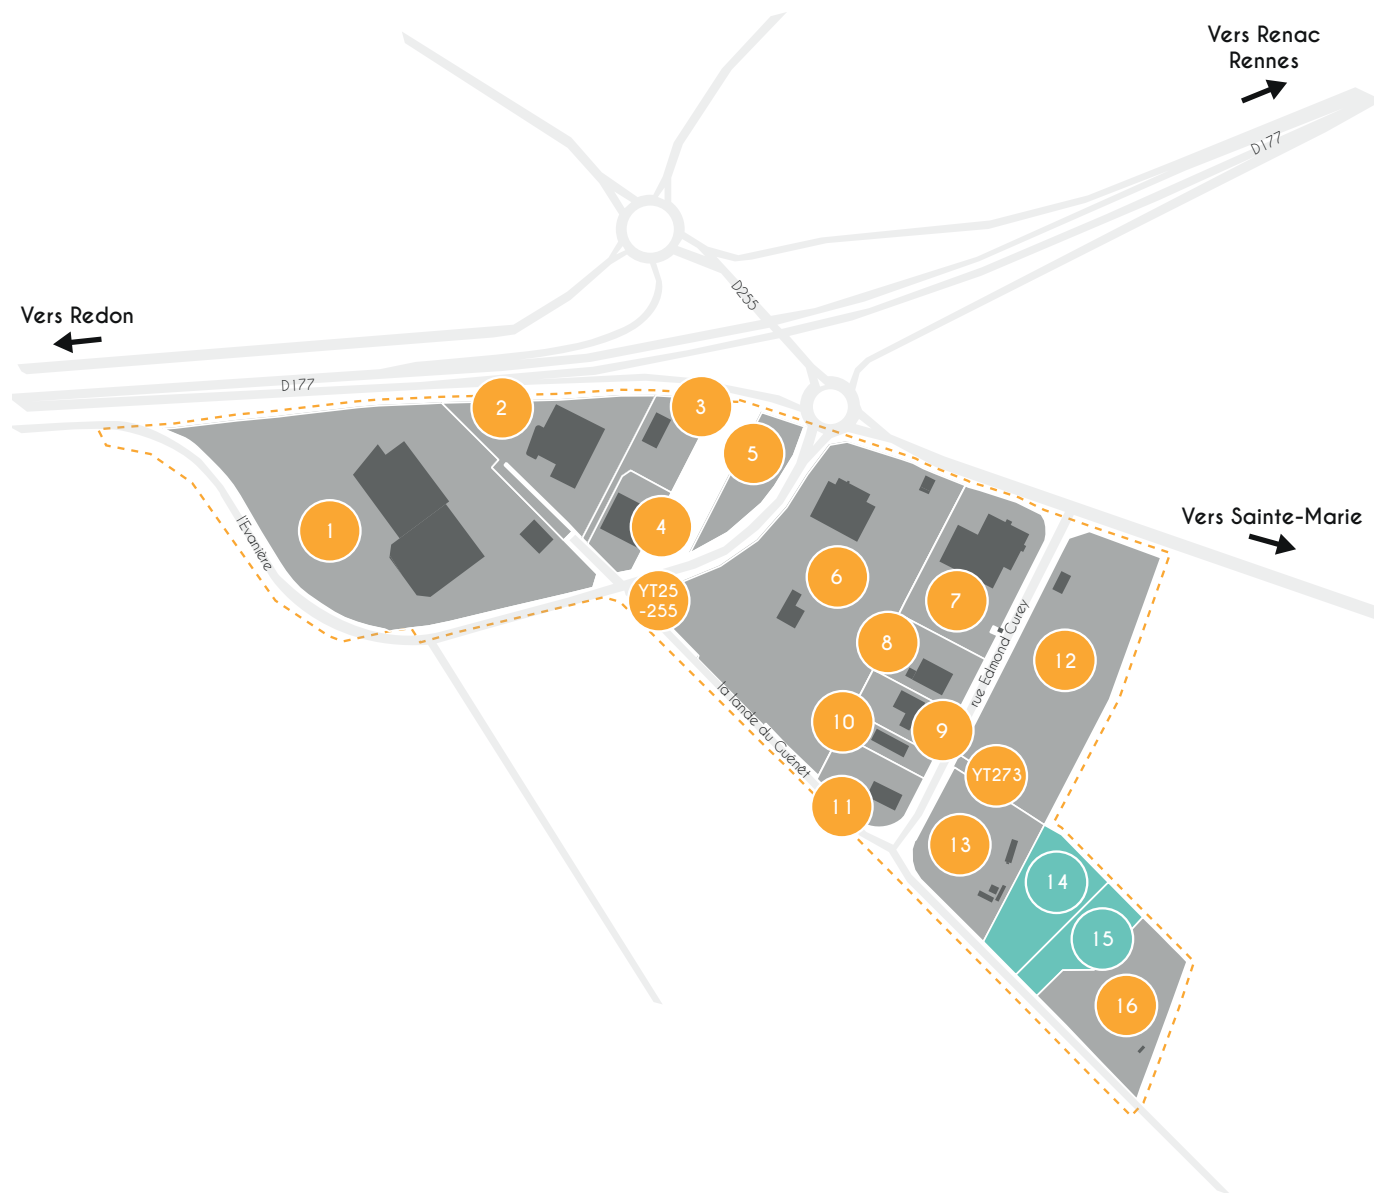 Vers Renac
Rennes
D177
D255
Vers Redon
D177
2
3
5
1
l'Evanière
4
Vers Sainte-Marie
6
YT25
-255
7
8
rue Edmond Curey
12
la lande du Guénêt
10
9
YT273
11
13
14
15
16